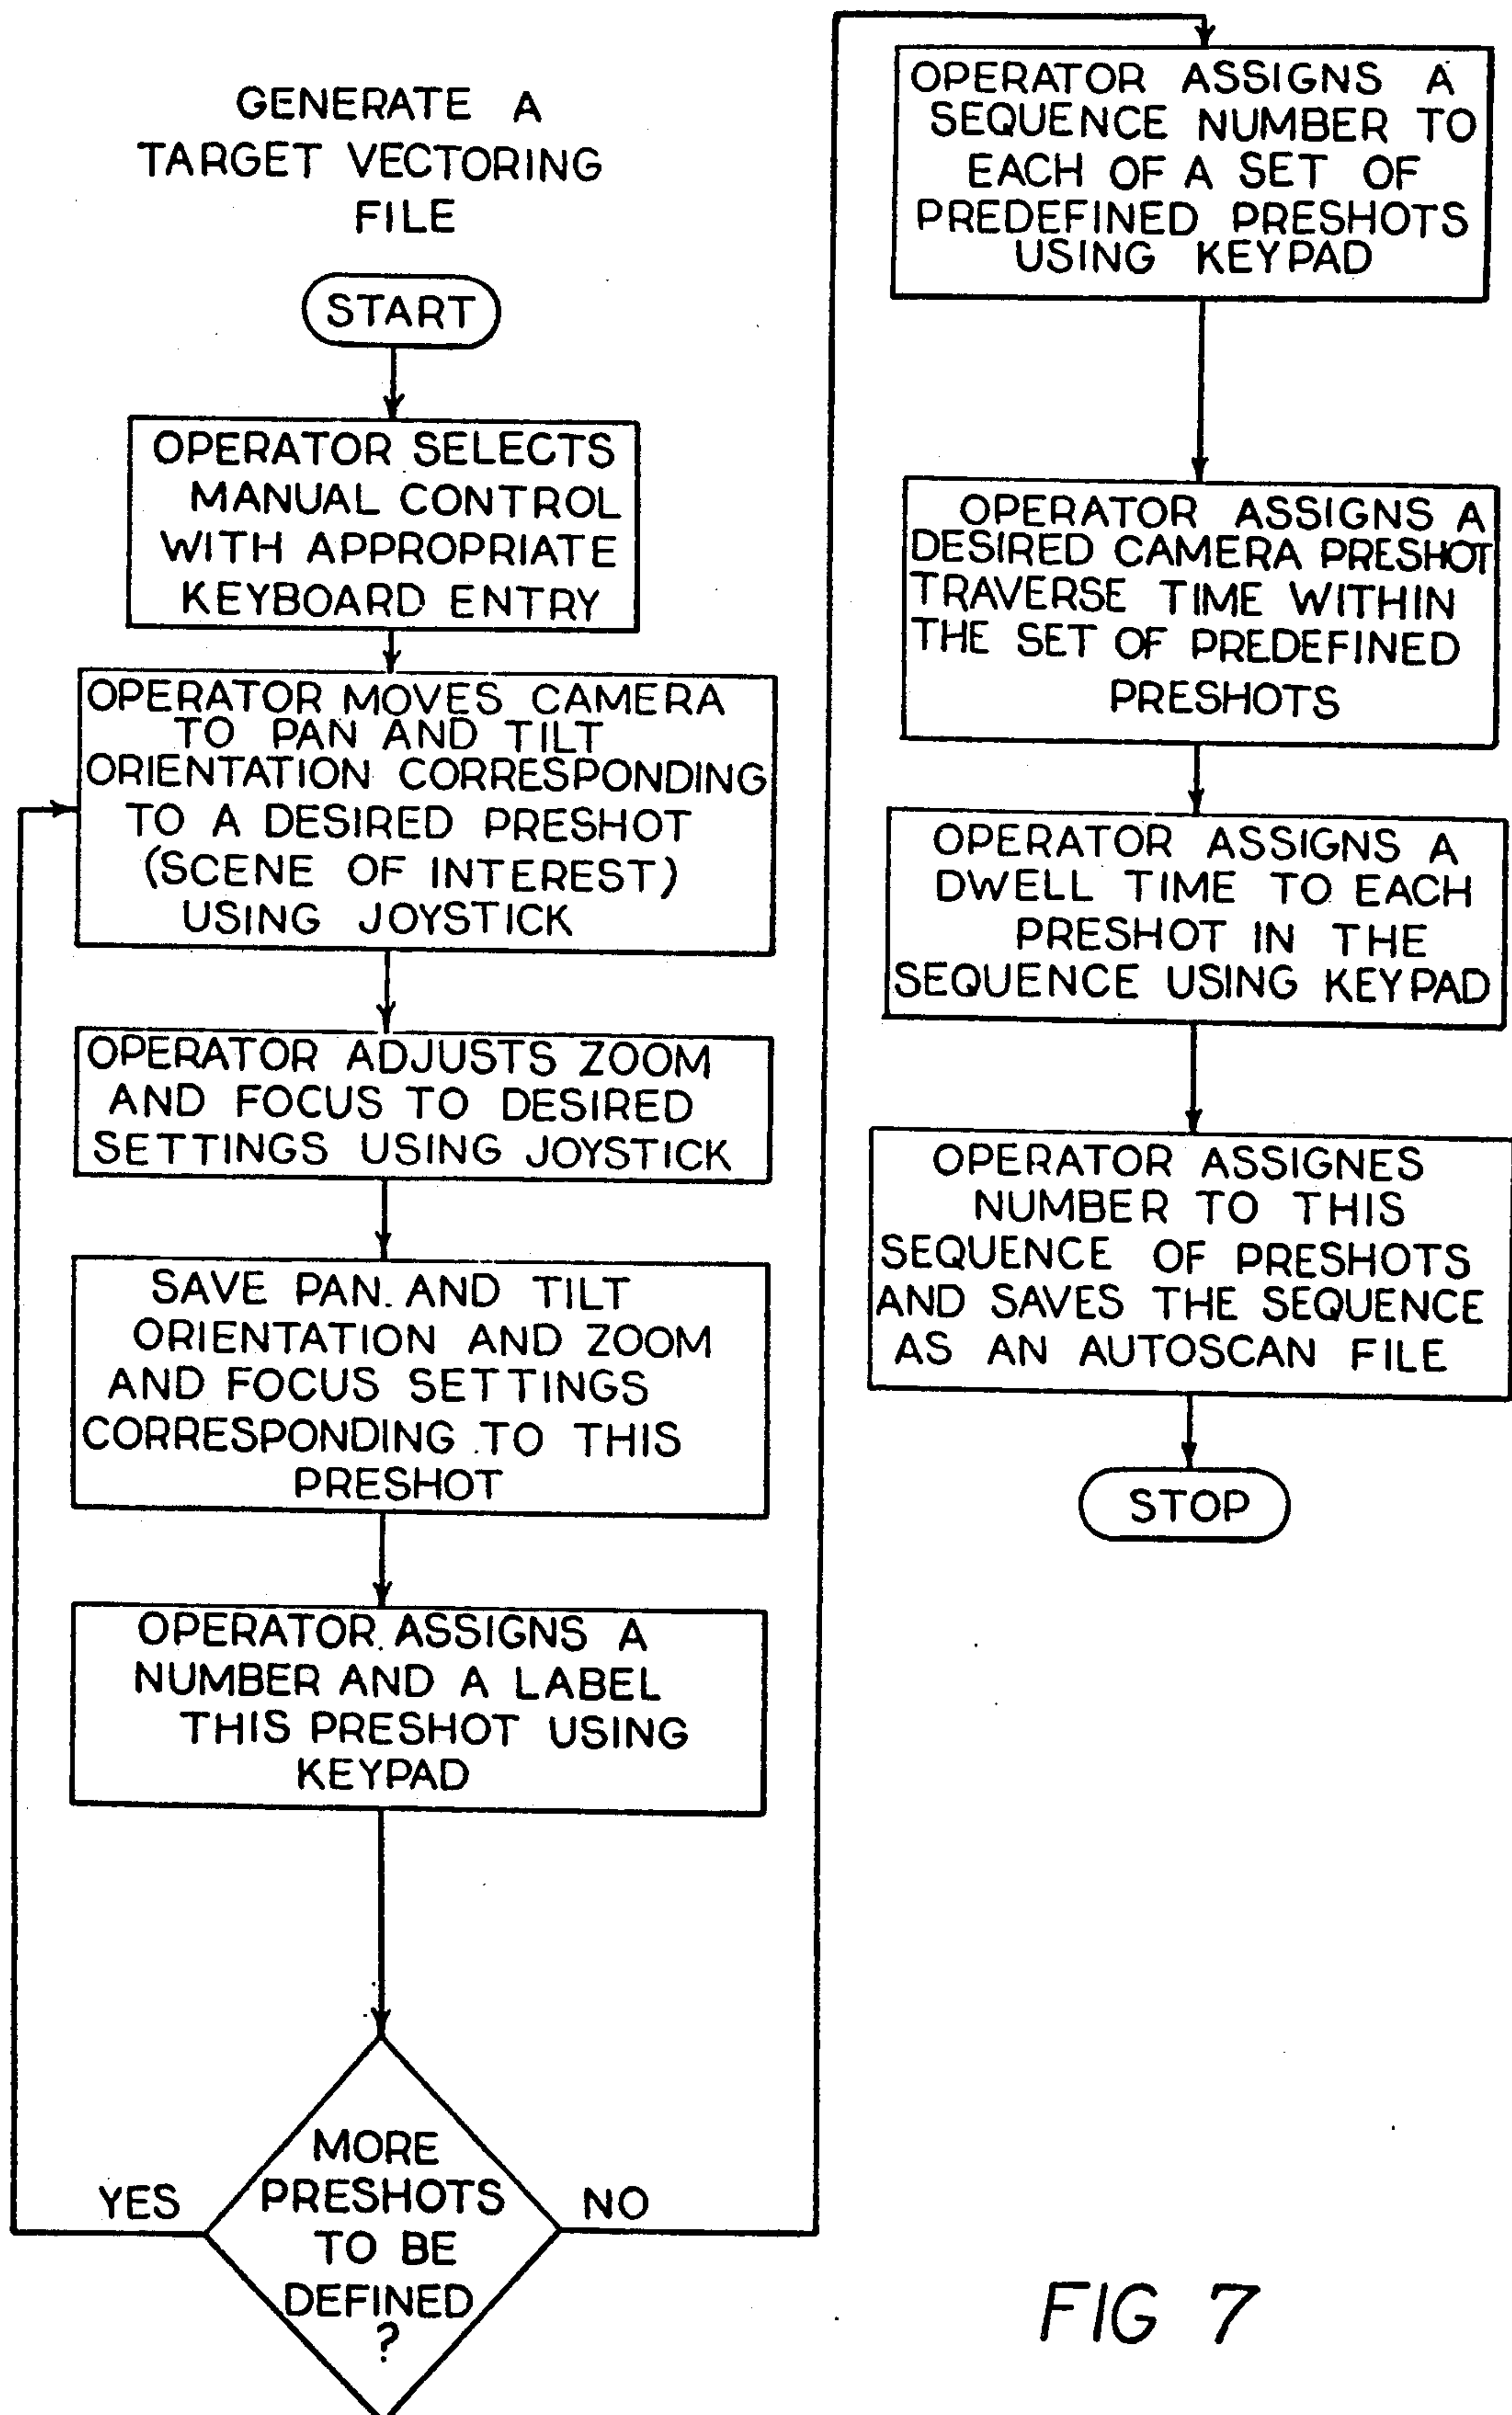 GENERATE A
TARGET VECTORING
FILE
START
OPERATOR SELECTS
MANUAL CONTROL
WITH APPROPRIATE
KEYBOARD ENTRY
OPERATOR MOVES CAMERA
TO PAN AND TILT
ORIENTATION CORRESPONDING
TO A DESIRED PRESHOT
(SCENE OF INTEREST)
USING JOYSTICK
OPERATOR ADJUSTS ZOOM
AND FOCUS TO DESIRED
SETTINGS USING JOYSTICK
SAVE PAN AND TILT
ORIENTATION AND ZOOM
AND FOCUS SETTINGS
CORRESPONDING TO THIS
PRESHOT
OPERATOR ASSIGNS A
NUMBER AND A LABEL
THIS PRESHOT USING
KEYPAD
MORE
PRESHOTS
TO BE
DEFINED
?
YES
NO
OPERATOR ASSIGNS A
SEQUENCE NUMBER TO
EACH OF A SET OF
PREDEFINED PRESHOTS
USING KEYPAD
OPERATOR ASSIGNS A
DESIRED CAMERA PRESHOT
TRAVERSE TIME WITHIN
THE SET OF PREDEFINED
PRESHOTS
OPERATOR ASSIGNS A
DWELL TIME TO EACH
PRESHOT IN THE
SEQUENCE USING KEYPAD
OPERATOR ASSIGNES
NUMBER TO THIS
SEQUENCE OF PRESHOTS
AND SAVES THE SEQUENCE
AS AN AUTOSCAN FILE
STOP
FIG 7